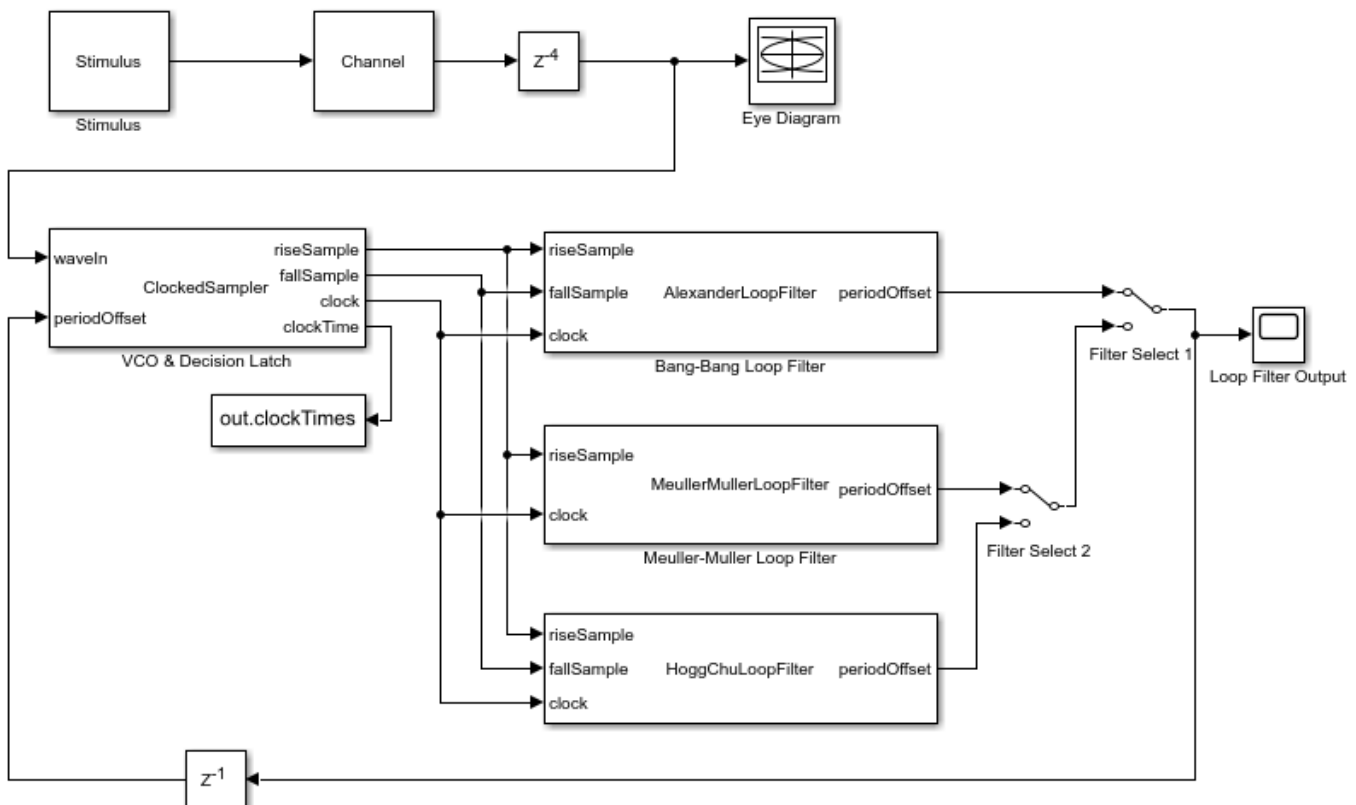 Stimulus
Stimulus
Channel
Z-4
Eye Diagram
waveIn
periodOffset
ClockedSampler
riseSample
fallSample
clock
clockTime
VCO & Decision Latch
out.clockTimes
riseSample
fallSample
clock
AlexanderLoopFilter
periodOffset
Bang-Bang Loop Filter
Filter Select 1
Loop Filter Output
riseSample
clock
MeullerMullerLoopFilter
periodOffset
Meuller-Muller Loop Filter
Filter Select 2
riseSample
fallSample
clock
HoggChuLoopFilter
periodOffset
Z-1